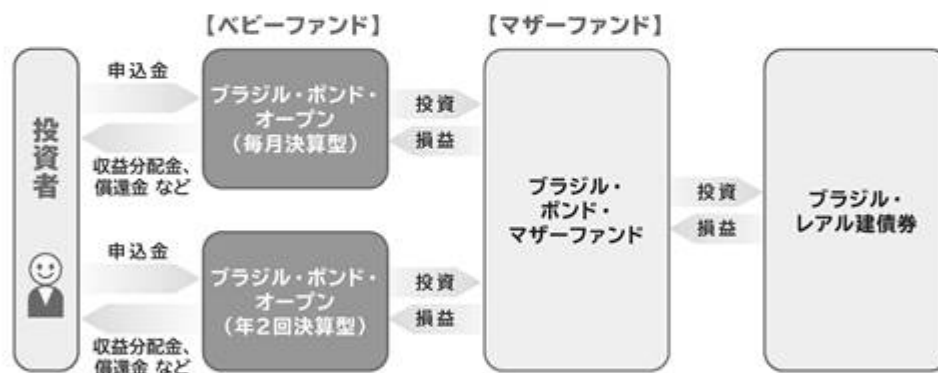 【ベビーファンド】
【マザーファンド】
投資者
申込金
収益分配金、
償還金 など
ブラジル・ボンド・
オープン
(毎月決算型)
投資
損益
申込金
収益分配金、
償還金 など
ブラジル・ボンド・
オープン
(年2回決算型)
投資
損益
ブラジル・
ボンド・
マザーファンド
投資
損益
ブラジル・
レアル建債券